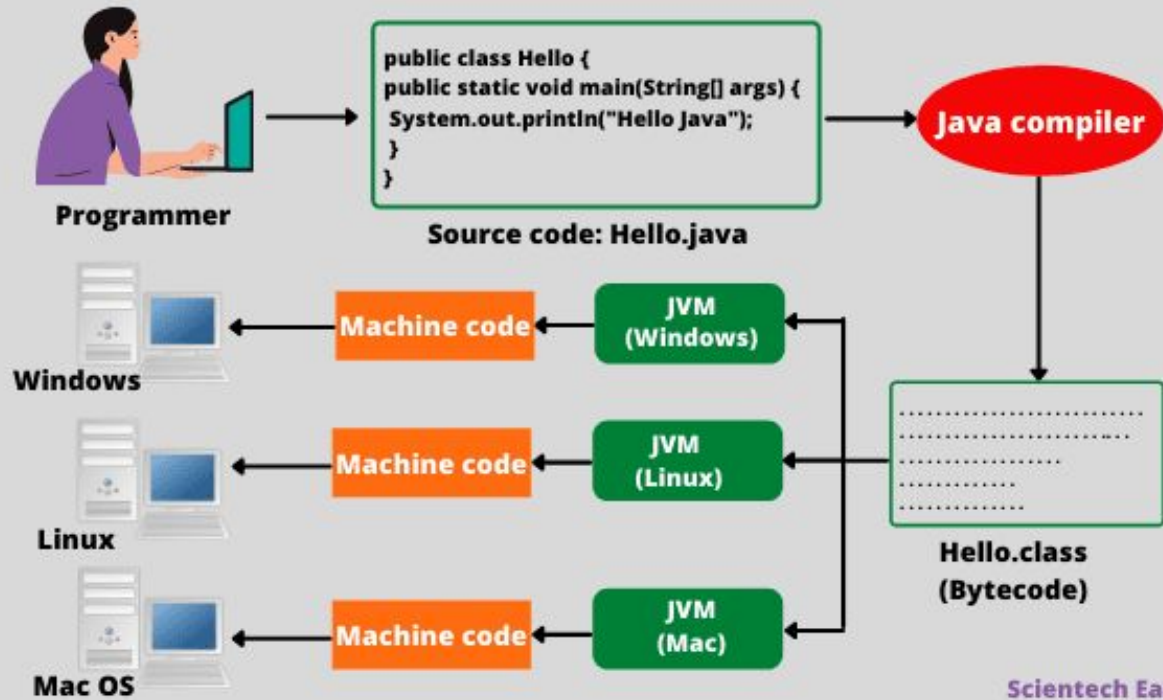 public class Hello {
public static void main(String[] args) {
System.out.println("Hello Java");
}
}
Java compiler
Programmer
Source code: Hello.java
Windows
Machine code
JVM
(Windows)
Linux
Machine code
JVM
(Linux)
Hello.class
(Bytecode)
Mac OS
Machine code
JVM
(Mac)
Scientech Ea